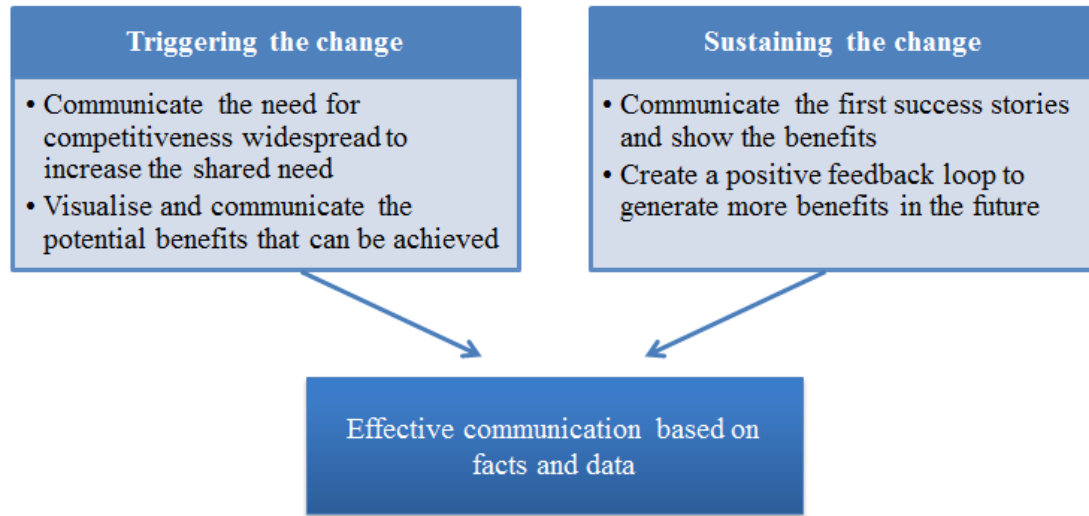 Triggering the change
• Communicate the need for
competitiveness widespread to
increase the shared need
• Visualise and communicate the
potential benefits that can be achieved
Sustaining the change
• Communicate the first success stories
and show the benefits
• Create a positive feedback loop to
generate more benefits in the future
Effective communication based on
facts and data